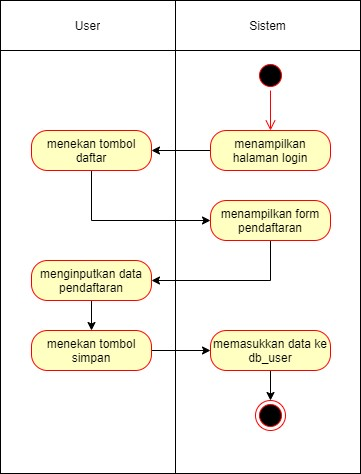 User
Sistem
menampilkan
halaman login
menekan tombol
daftar
menampilkan form
pendaftaran
menginputkan data
pendaftaran
menekan tombol
simpan
memasukkan data ke
db_user